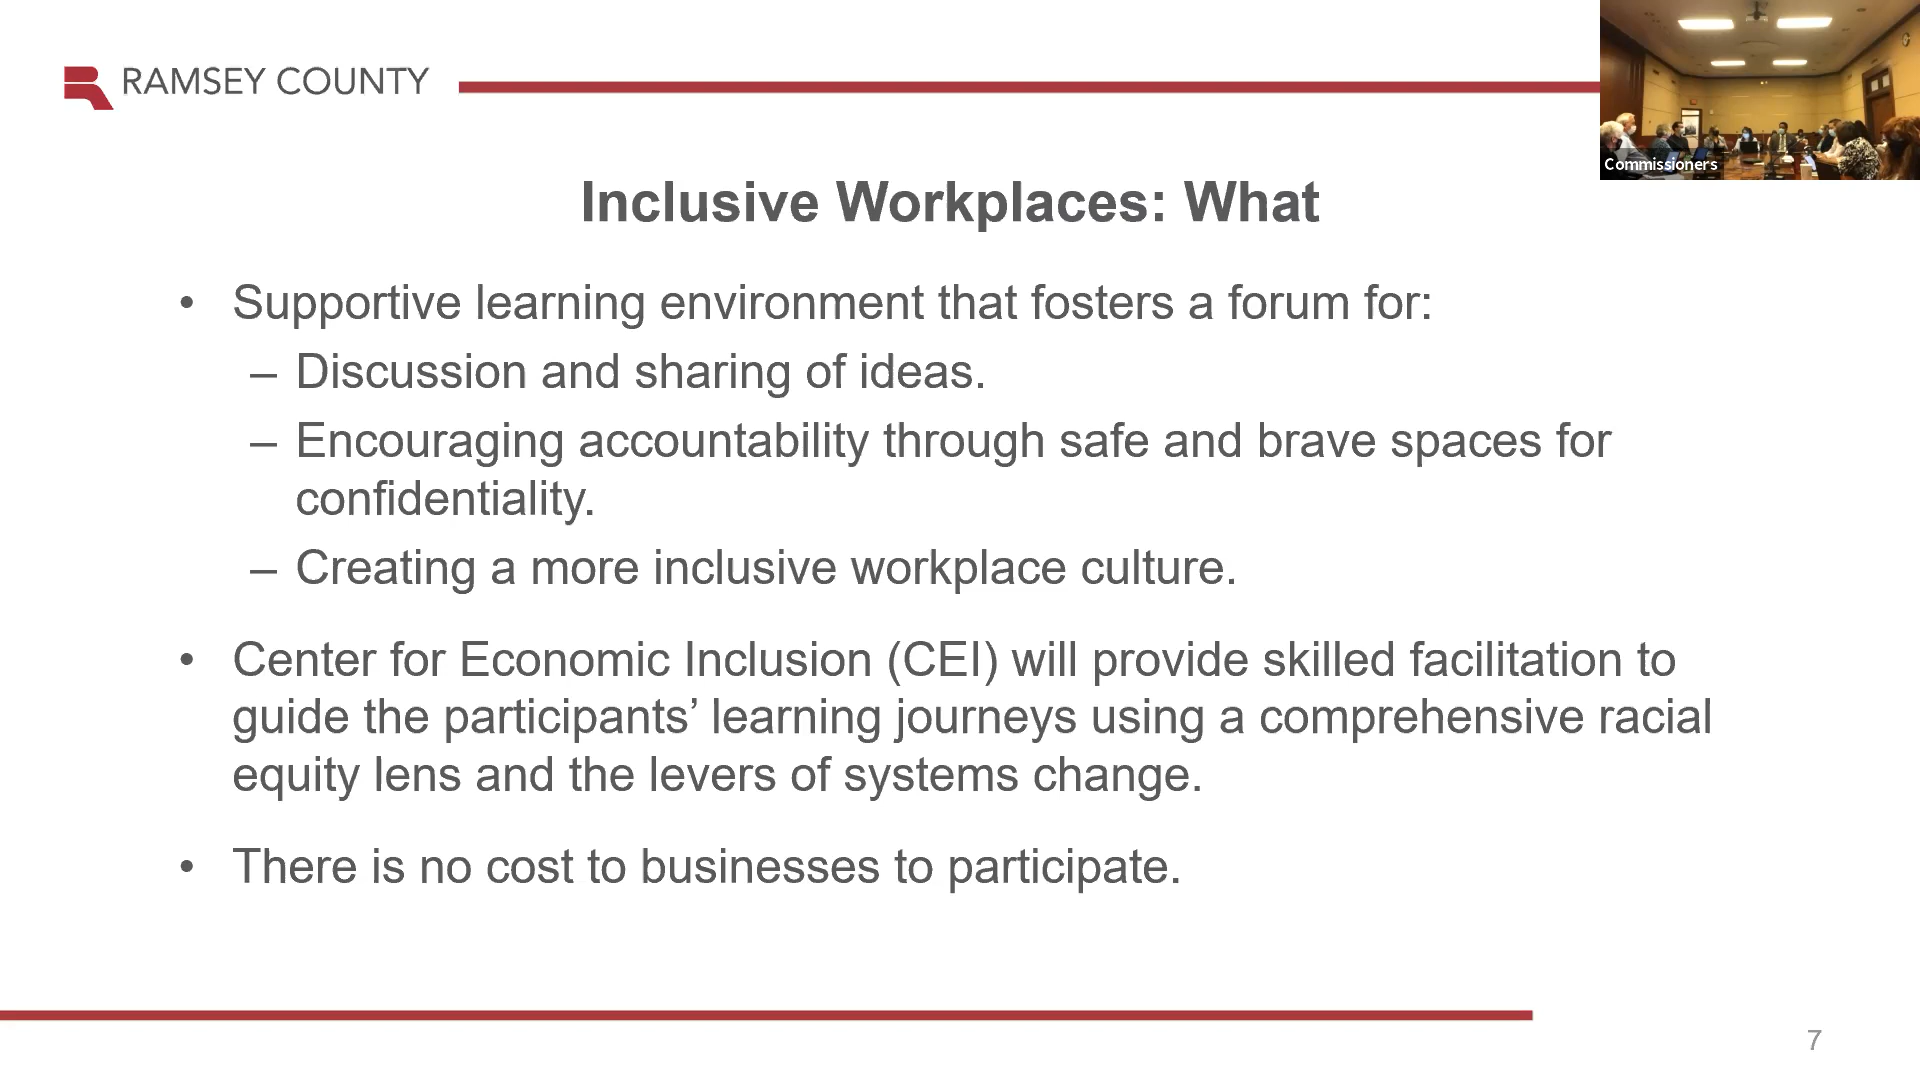 RAMSEY COUNTY
Commissioners
Inclusive Workplaces: What
• Supportive learning environment that fosters a forum for:
– Discussion and sharing of ideas.
– Encouraging accountability through safe and brave spaces for
confidentiality.
– Creating a more inclusive workplace culture.
• Center for Economic Inclusion (CEI) will provide skilled facilitation to
guide the participants’ learning journeys using a comprehensive racial
equity lens and the levers of systems change.
• There is no cost to businesses to participate.
7